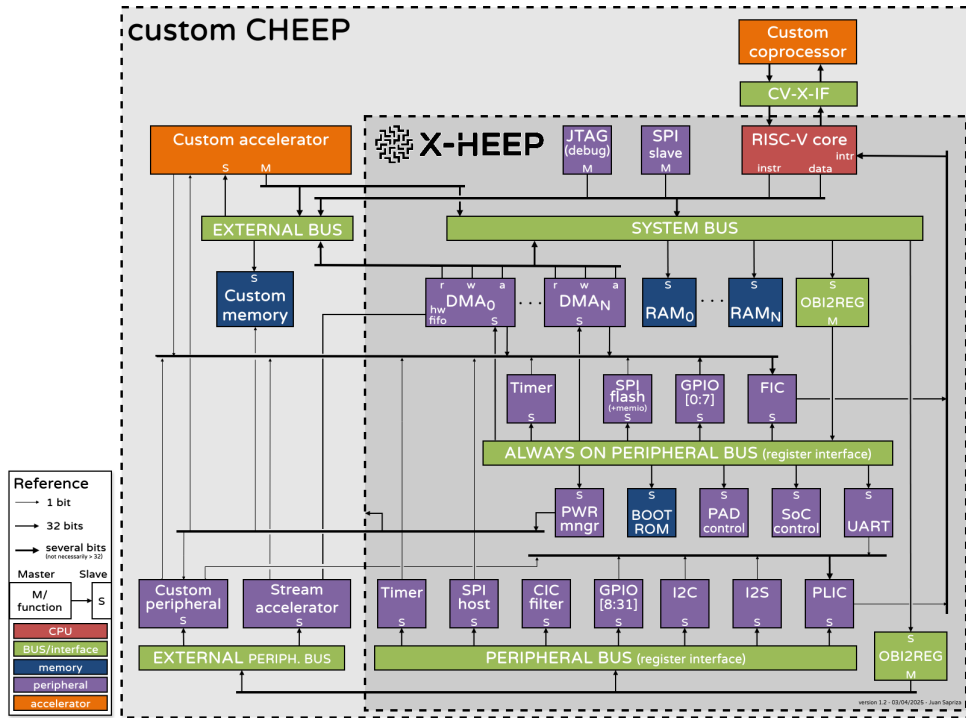 custom CHEEP
Custom
coprocessor
CV-X-IF
Custom accelerator
S
M
X-HEEP
JTAG
(debug)
M
SPI
slave
M
RISC-V core
intr
instr
data
EXTERNAL BUS
SYSTEM BUS
S
Custom
memory
r
w
a
DMA0
hw
fifo
S
. . .
r
w
a
DMAN
S
S
RAM0
. . .
S
RAMN
S
OBI2REG
M
Timer
S
SPI
flash
(+memio)
S
GPIO
[0:7]
S
FIC
S
ALWAYS ON PERIPHERAL BUS (register interface)
S
PWR
mngr
S
BOOT
ROM
S
PAD
control
S
SoC
control
S
UART
Custom
peripheral
S
Stream
accelerator
S
Timer
S
SPI
host
S
CIC
filter
S
GPIO
[8:31]
S
I2C
S
I2S
S
PLIC
S
EXTERNAL PERIPH. BUS
PERIPHERAL BUS (register interface)
S
OBI2REG
M
Reference
1 bit
32 bits
several bits
(not necessarily > 32)
Master
Slave
M/
function
S
CPU
BUS/interface
memory
peripheral
accelerator
version 1.2 - 03/04/2025 - Juan Sapriza